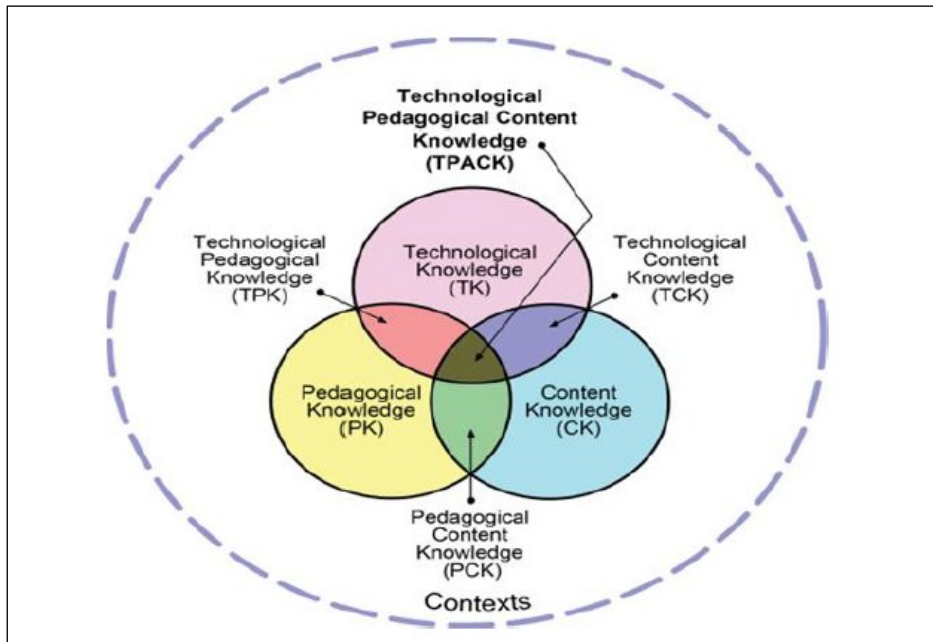 Technological
Pedagogical Content
Knowledge
(TPACK)
Technological
Pedagogical
Knowledge
(TPK)
Technological
Knowledge
(TK)
Technological
Content
Knowledge
(TCK)
Pedagogical
Knowledge
(PK)
Content
Knowledge
(CK)
Pedagogical
Content
Knowledge
(PCK)
Contexts